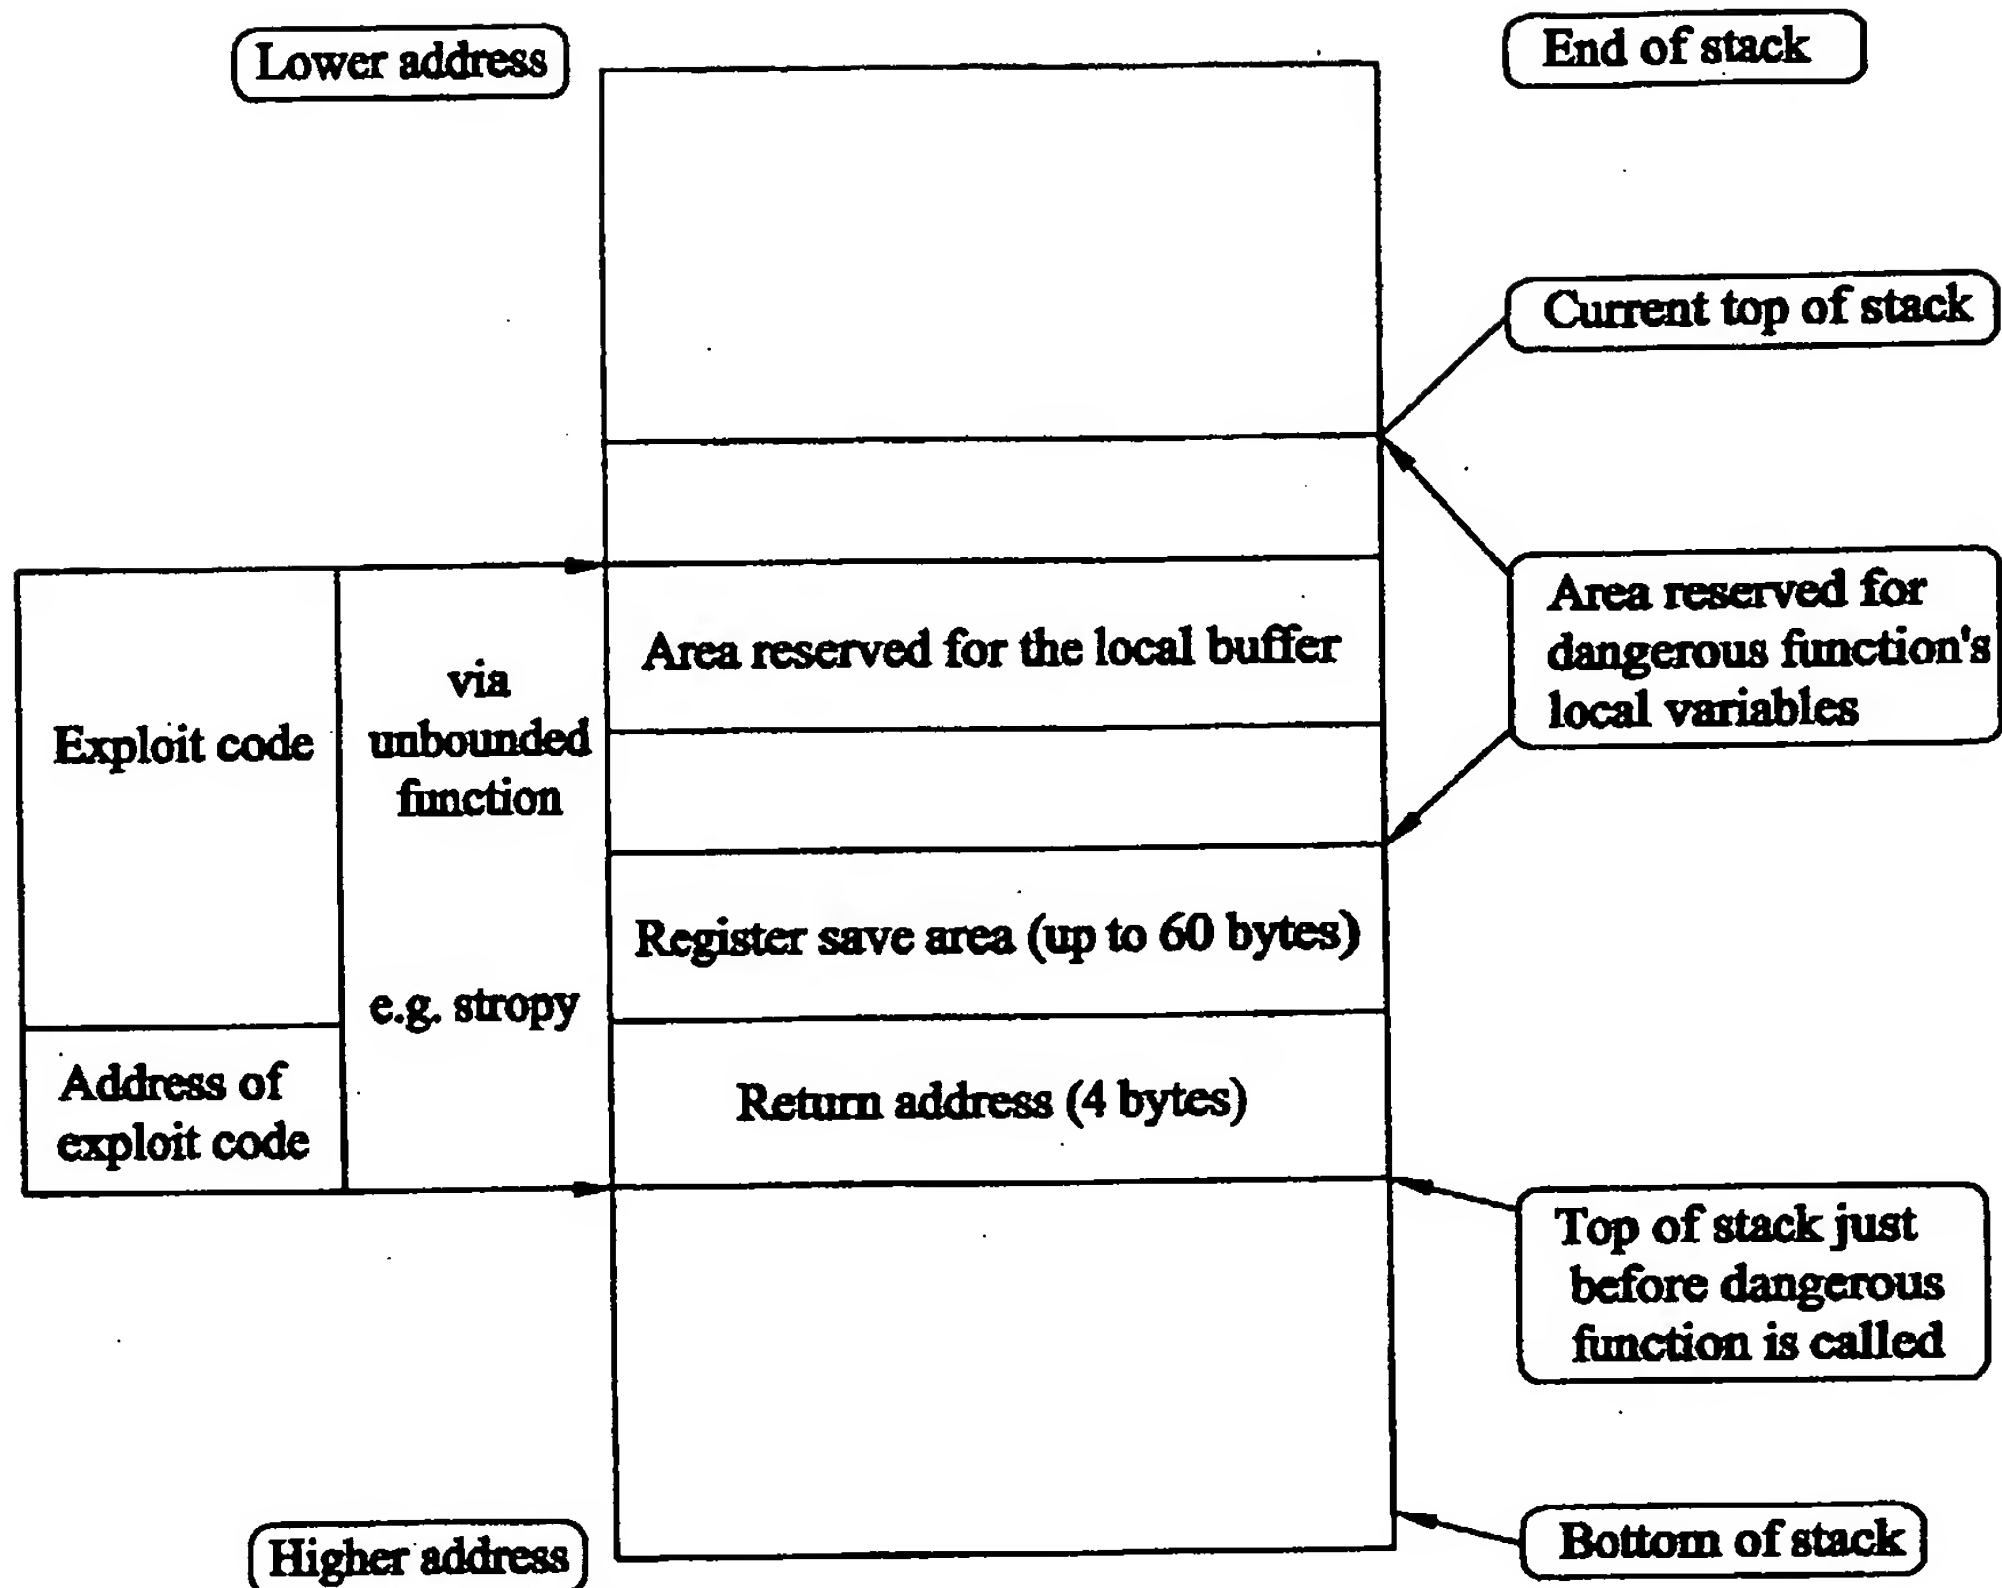 Lower address
End of stack
Current top of stack
Area reserved for
dangerous function's
local variables
Area reserved for the local buffer
via
unbounded
function
e.g. stropy
Exploit code
Address of
exploit code
Register save area (up to 60 bytes)
Return address (4 bytes)
Top of stack just
before dangerous
function is called
Higher address
Bottom of stack